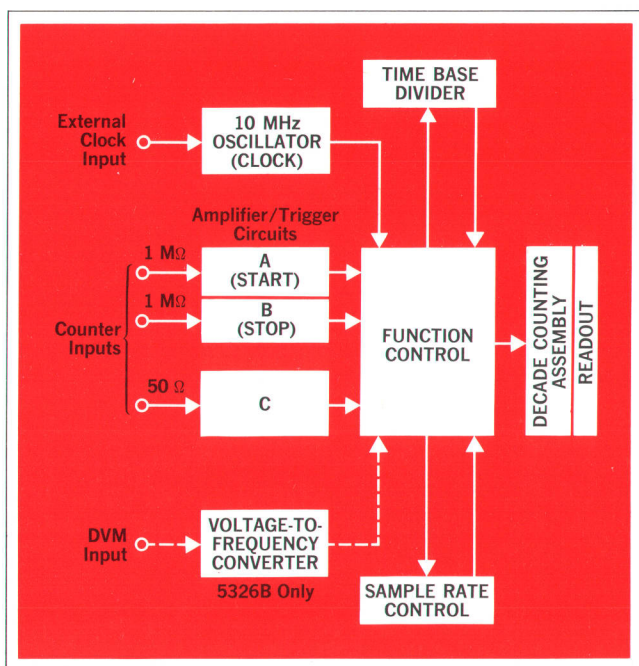 TIME BASE
DIVIDER
External
Clock
Input
10 MHz
OSCILLATOR
(CLOCK)
Amplifier/Trigger
Circuits
1 MΩ
A
(START)
1 MΩ
B
(STOP)
Counter
Inputs
50 Ω
C
FUNCTION
CONTROL
DECADE COUNTING
ASSEMBLY
READOUT
DVM
Input
VOLTAGE-TO-
FREQUENCY
CONVERTER
5326B Only
SAMPLE RATE
CONTROL